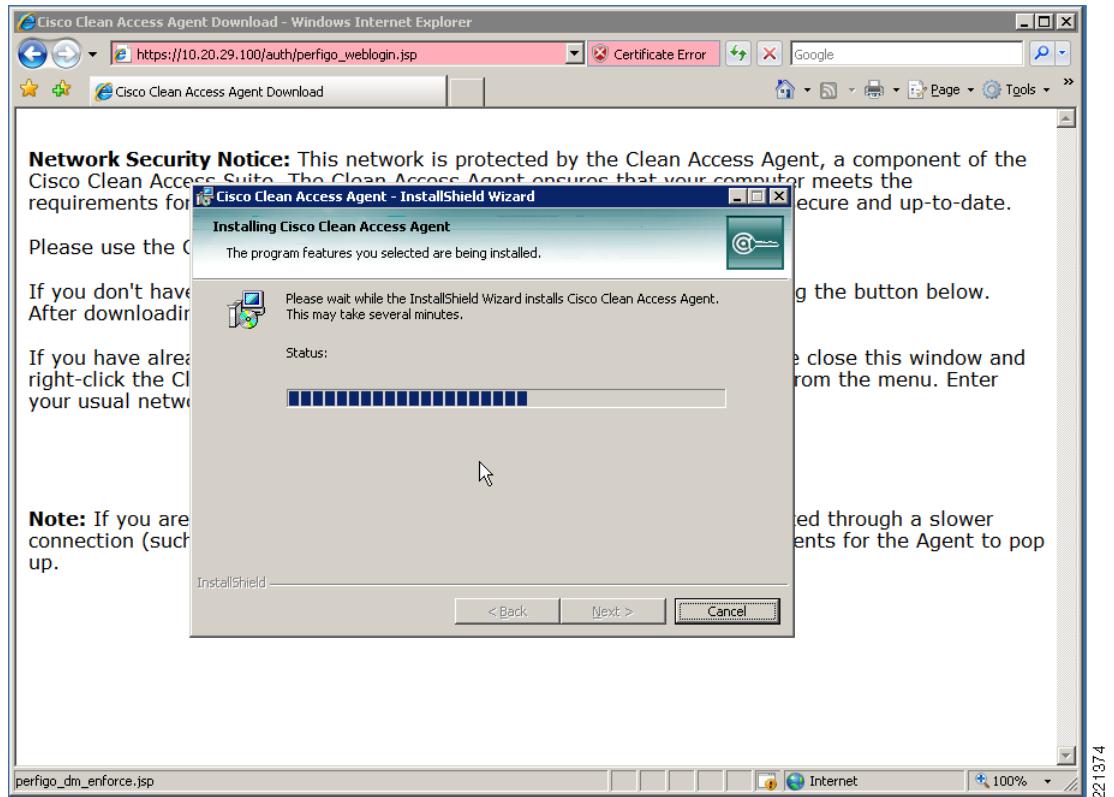 Cisco Clean Access Agent Download - Windows Internet Explorer
https://10.20.29.100/auth/perfigo_weblogin.jsp
Certificate Error
Google
Cisco Clean Access Agent Download
Page
Tools
»
Network Security Notice: This network is protected by the Clean Access Agent, a component of the
Cisco Clean Access Suite. The Clean Access Agent ensures that your computer meets the
requirements for
ecure and up-to-date.
Please use the
If you don't have
g the button below.
After downloadin
If you have alrea
close this window and
right-click the Cl
rom the menu. Enter
your usual netwo
Note: If you are
ted through a slower
connection (such
ents for the Agent to pop
up.
Cisco Clean Access Agent - InstallShield Wizard
Installing Cisco Clean Access Agent
The program features you selected are being installed.
Please wait while the InstallShield Wizard installs Cisco Clean Access Agent.
This may take several minutes.
Status:
InstallShield
< Back
Next >
Cancel
perfigo_dm_enforce.jsp
Internet
100%
221374